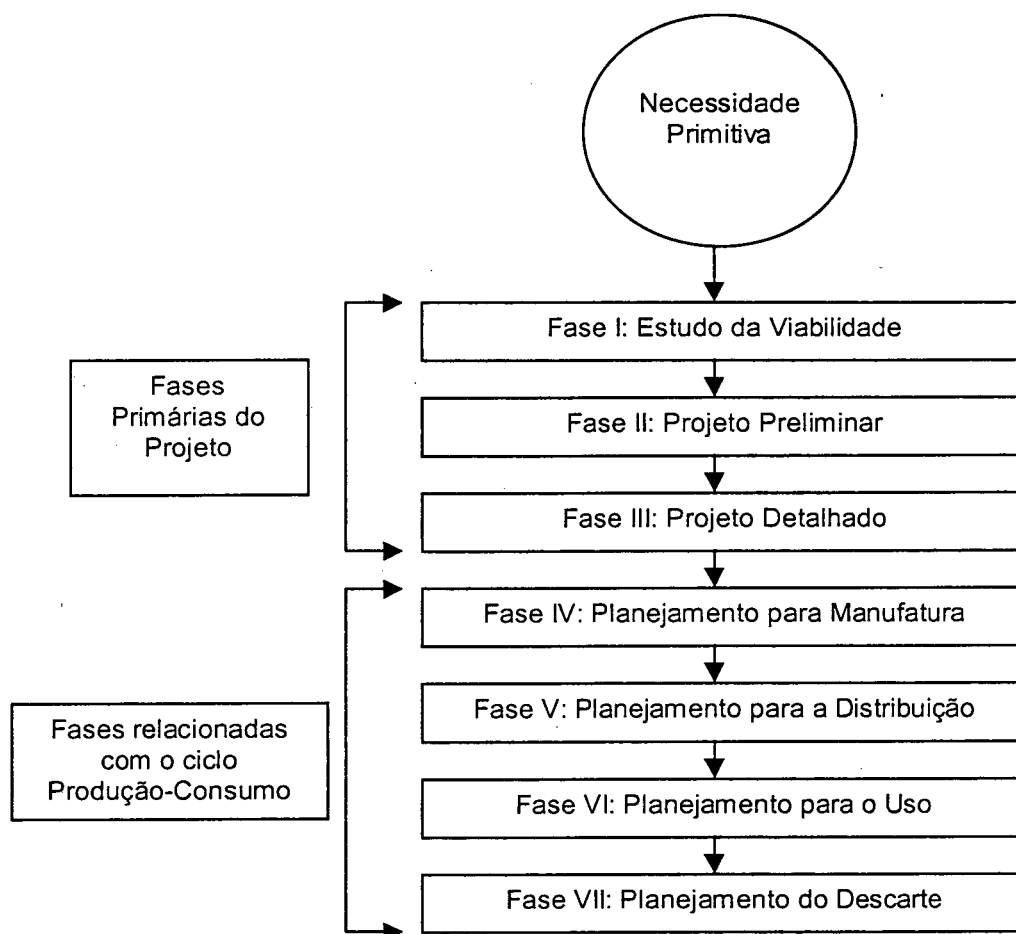 Necessidade
Primitiva
Fase I: Estudo da Viabilidade
Fases
Primárias do
Projeto
Fase II: Projeto Preliminar
Fase III: Projeto Detalhado
Fase IV: Planejamento para Manufatura
Fases relacionadas
com o ciclo
Produção-Consumo
Fase V: Planejamento para a Distribuição
Fase VI: Planejamento para o Uso
Fase VII: Planejamento do Descarte